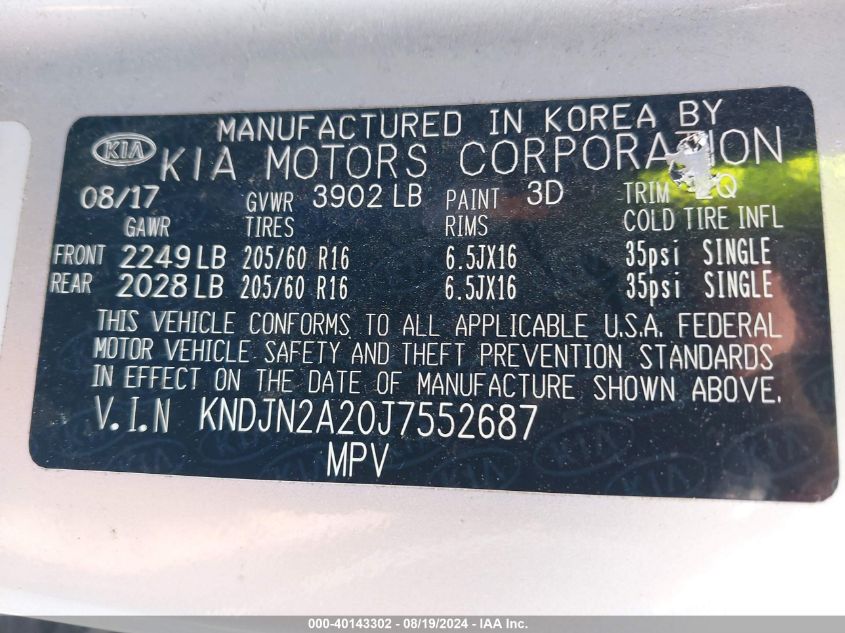 MANUFACTURED IN KOREA BY
KIA KIA MOTORS CORPORATION
08/17 GVWR 3902 LB PAINT 3D TRIM
GAWR TIRES RIMS COLD TIRE INFL
FRONT 2249 LB 205/60 R16 6.5JX16 35psi SINGLE
REAR 2028 LB 205/60 R16 6.5JX16 35psi SINGLE
THIS VEHICLE CONFORMS TO ALL APPLICABLE U.S.A. FEDERAL
MOTOR VEHICLE SAFETY AND THEFT PREVENTION STANDARDS
IN EFFECT ON THE DATE OF MANUFACTURE SHOWN ABOVE.
V.I.N KNDJN2A20J7552687
MPV
000-40143302 - 08/19/2024 - IAA Inc.